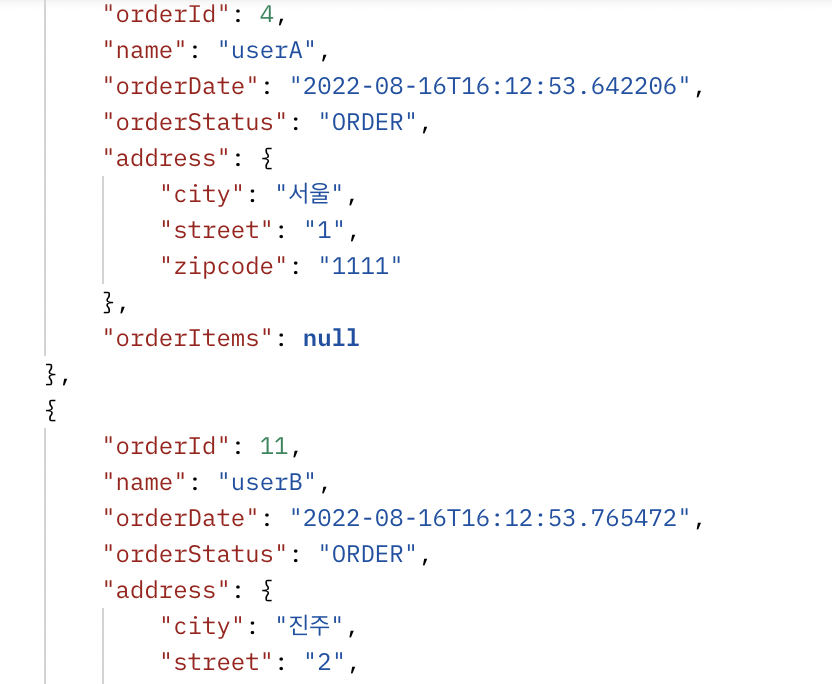 "orderId": 4,
"name": "userA",
"orderDate": "2022-08-16T16:12:53.642206",
"orderStatus": "ORDER",
"address": {
"city": "서울",
"street": "1",
"zipcode": "1111"
},
"orderItems": null
},
{
"orderId": 11,
"name": "userB",
"orderDate": "2022-08-16T16:12:53.765472",
"orderStatus": "ORDER",
"address": {
"city": "진주",
"street": "2",